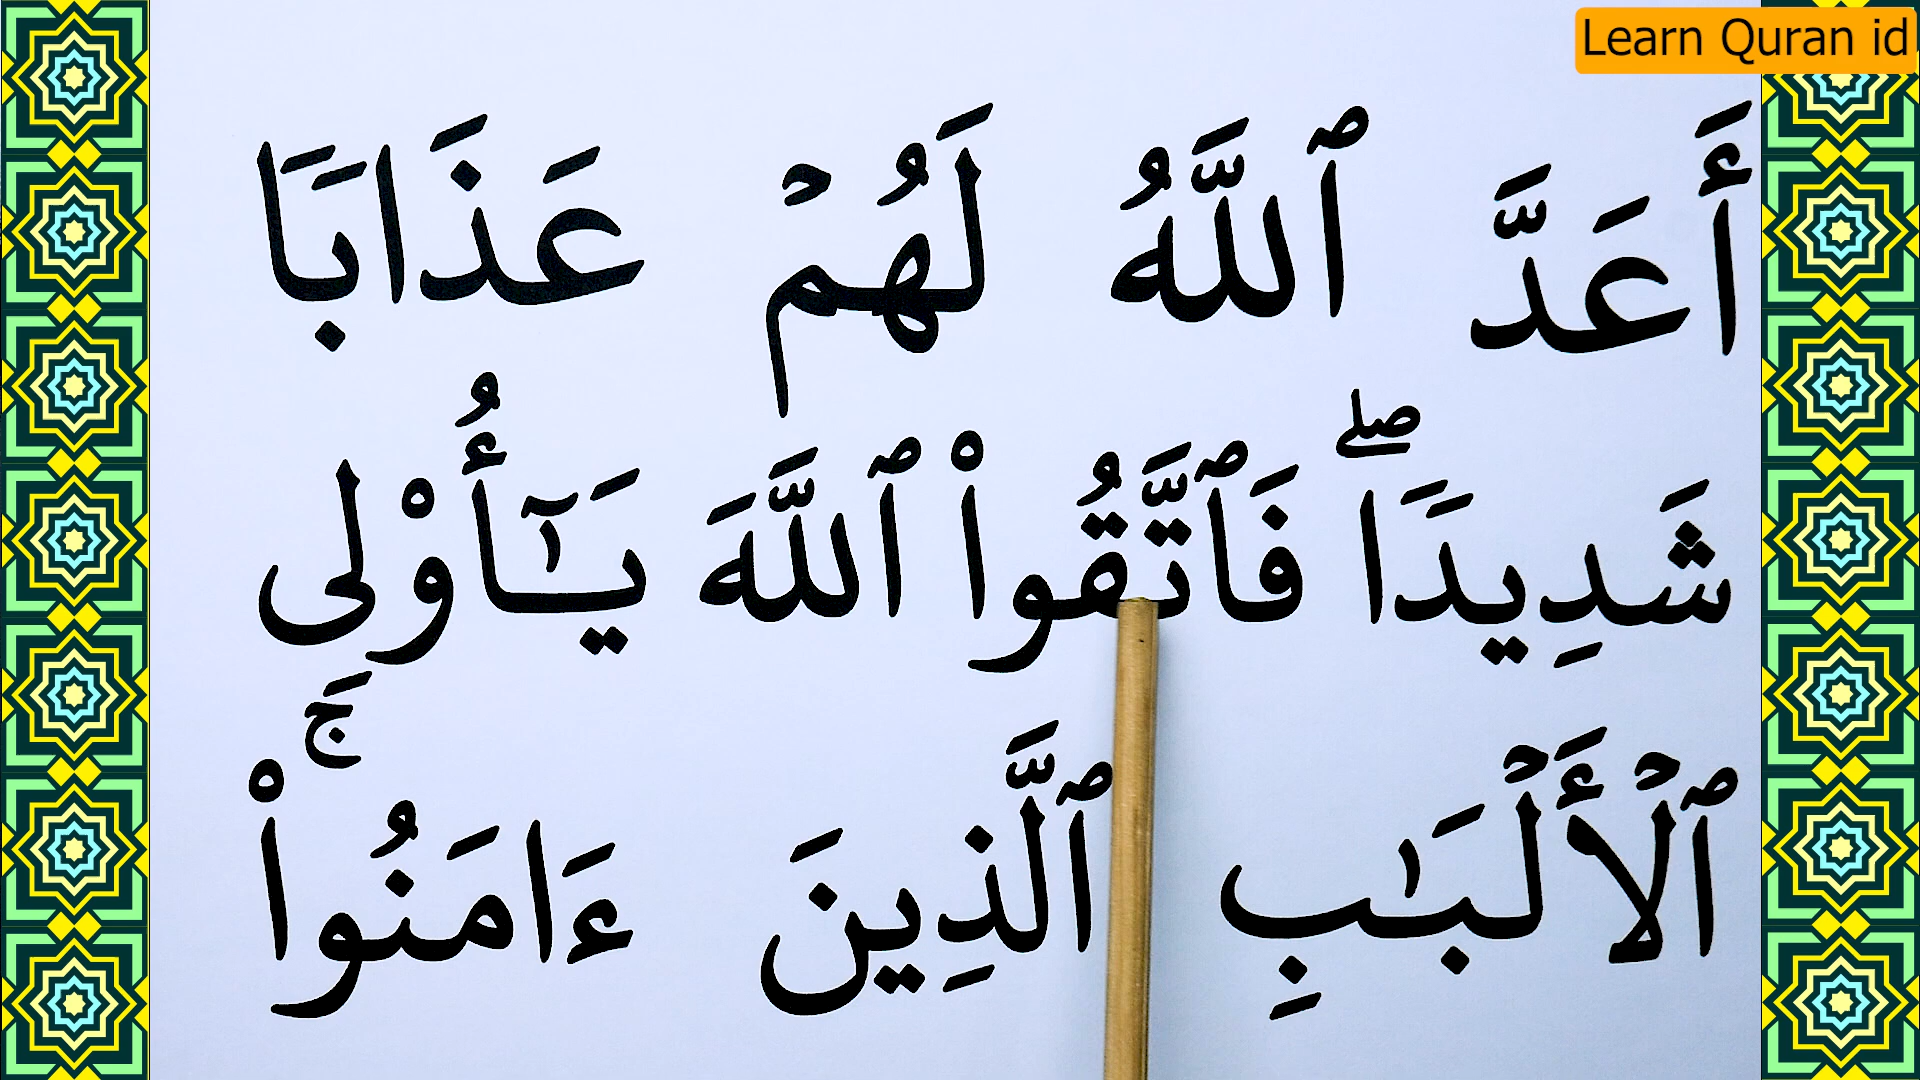 Learn Quran id
أَعَدَّ ٱللَّهُ لَهُمۡ عَذَابٗا
شَدِيدٗاۖ فَٱتَّقُواْ ٱللَّهَ يَـٰٓأُوْلِي
ٱلۡأَلۡبَـٰبِ ٱلَّذِينَ ءَامَنُواْۚ